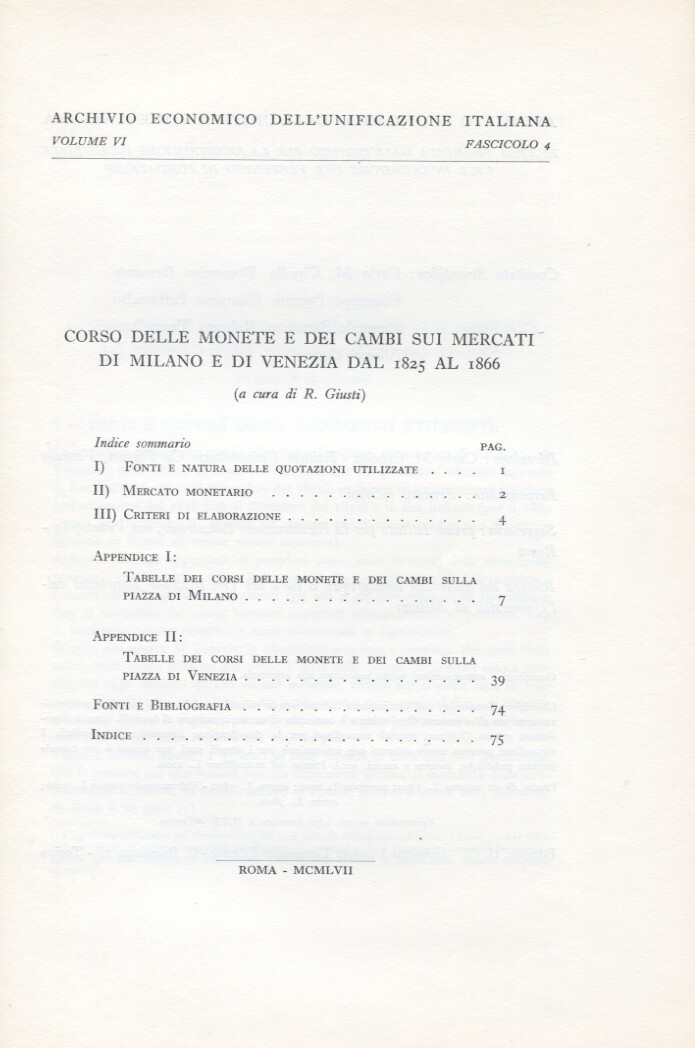 ARCHIVIO ECONOMICO DELL'UNIFICAZIONE ITALIANA
VOLUME VI FASCICOLO 4
CORSO DELLE MONETE E DEI CAMBI SUI MERCATI
DI MILANO E DI VENEZIA DAL 1825 AL 1866
(a cura di R. Giusti)
Indice sommario PAG.
I) FONTI E NATURA DELLE QUOTAZIONI UTILIZZATE . . . . 1
II) MERCATO MONETARIO . . . . . . . . . . . . . 2
III) CRITERI DI ELABORAZIONE . . . . . . . . . . . . 4
APPENDICE I:
TABELLE DEI CORSI DELLE MONETE E DEI CAMBI SULLA
PIAZZA DI MILANO . . . . . . . . . . . . . . . 7
APPENDICE II:
TABELLE DEI CORSI DELLE MONETE E DEI CAMBI SULLA
PIAZZA DI VENEZIA . . . . . . . . . . . . . . . 39
FONTI E BIBLIOGRAFIA . . . . . . . . . . . . . . . 74
INDICE . . . . . . . . . . . . . . . . . . . . . 75
ROMA - MCMLVII